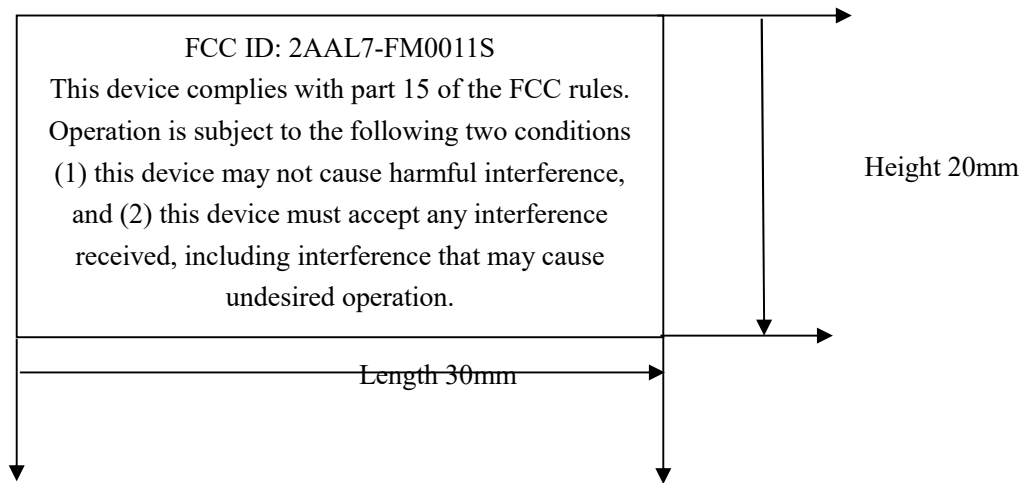 FCC ID: 2AAL7-FM0011S
This device complies with part 15 of the FCC rules.
Operation is subject to the following two conditions
(1) this device may not cause harmful interference,
and (2) this device must accept any interference
received, including interference that may cause
undesired operation.
Height 20mm
Length 30mm